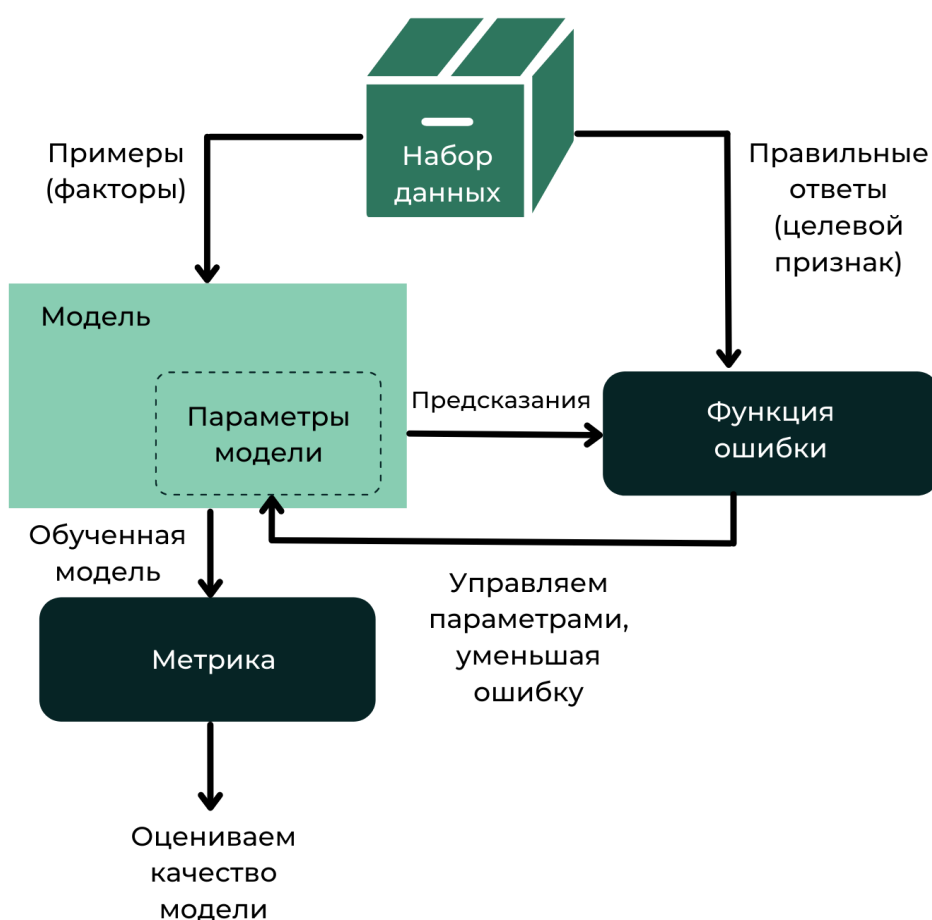 Набор
данных
Примеры
(факторы)
Правильные
ответы
(целевой
признак)
Модель
Параметры
модели
Предсказания
Функция
ошибки
Обученная
модель
Управляем
параметрами,
уменьшая
ошибку
Метрика
Оцениваем
качество
модели